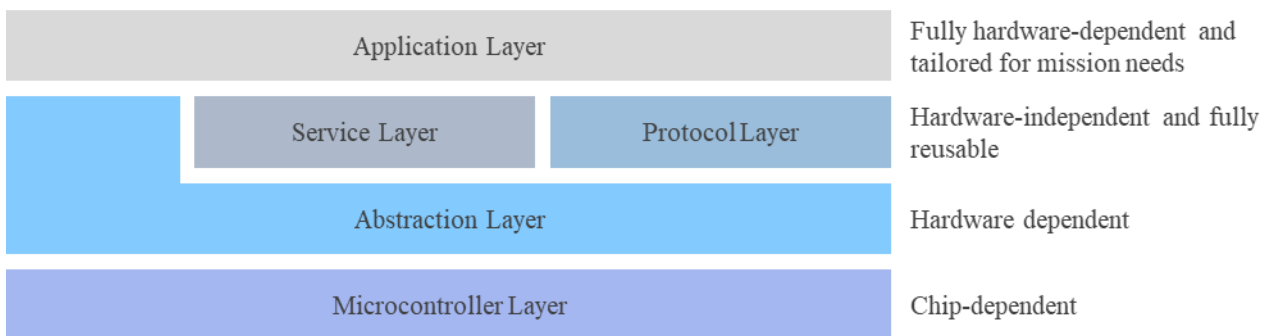 Application Layer
Fully hardware-dependent and
tailored for mission needs
Service Layer
Protocol Layer
Hardware-independent and fully
reusable
Abstraction Layer
Hardware dependent
Microcontroller Layer
Chip-dependent